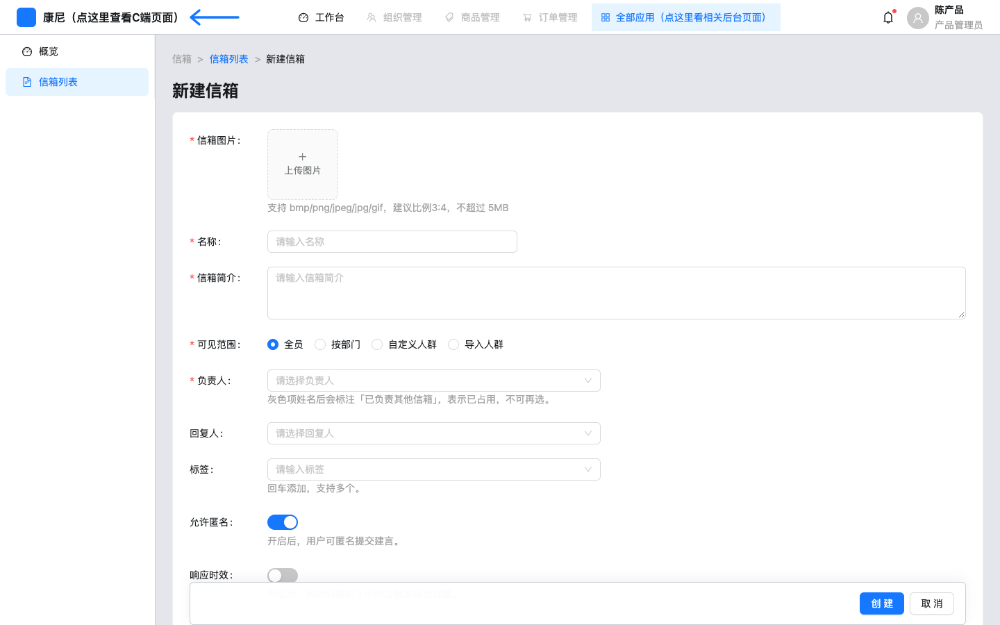 康尼（点这里查看C端页面）
工作台
组织管理
商品管理
订单管理
全部应用（点这里看相关后台页面）
陈产品
产品管理员
概览
信箱列表
信箱 > 信箱列表 > 新建信箱
新建信箱
* 信箱图片：
上传图片
支持 bmp/png/jpeg/jpg/gif，建议比例3:4，不超过 5MB
* 名称：
请输入名称
* 信箱简介：
请输入信箱简介
* 可见范围：
全员
按部门
自定义人群
导入人群
* 负责人：
请选择负责人
灰色项姓名后会标注「已负责其他信箱」，表示已占用，不可再选。
回复人：
请选择回复人
标签：
请输入标签
回车添加，支持多个。
允许匿名：
开启后，用户可匿名提交建言。
响应时效：
创 建
取 消